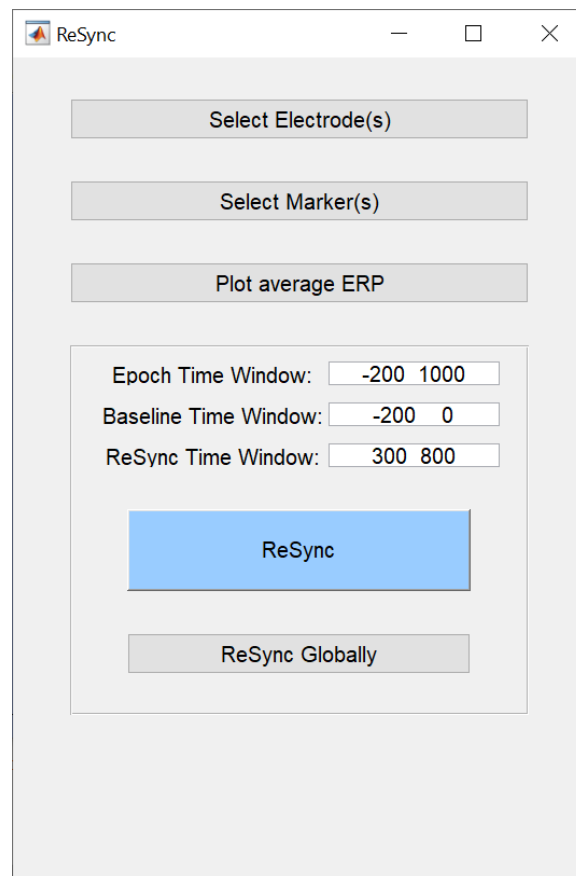 ReSync
Select Electrode(s)
Select Marker(s)
Plot average ERP
Epoch Time Window: -200 1000
Baseline Time Window: -200 0
ReSync Time Window: 300 800
ReSync
ReSync Globally